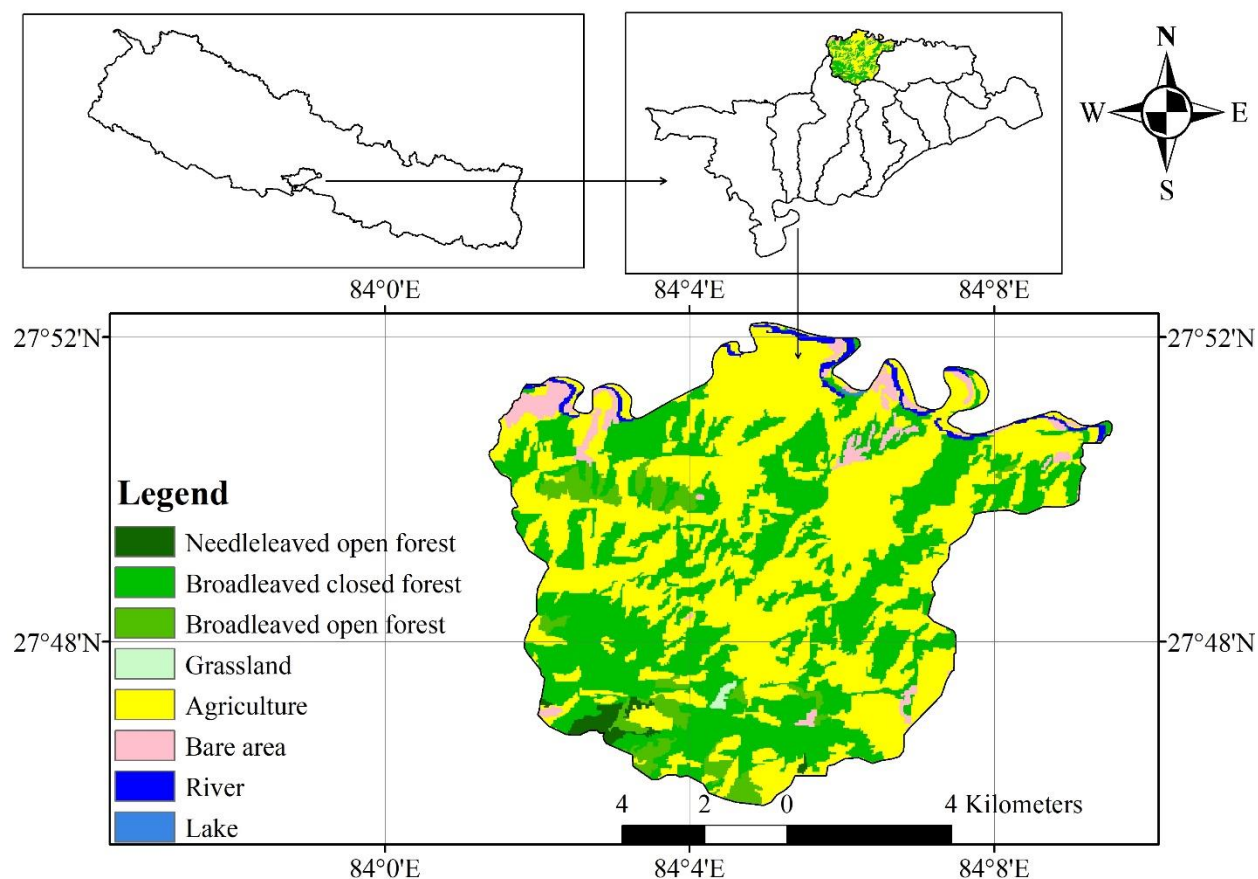 N
W E
S
84°0'E 84°4'E 84°8'E
27°52'N 27°52'N
Legend
Needleleaved open forest
Broadleaved closed forest
Broadleaved open forest
Grassland
Agriculture
Bare area
River
Lake
27°48'N 27°48'N
4 2 0 4 Kilometers
84°0'E 84°4'E 84°8'E